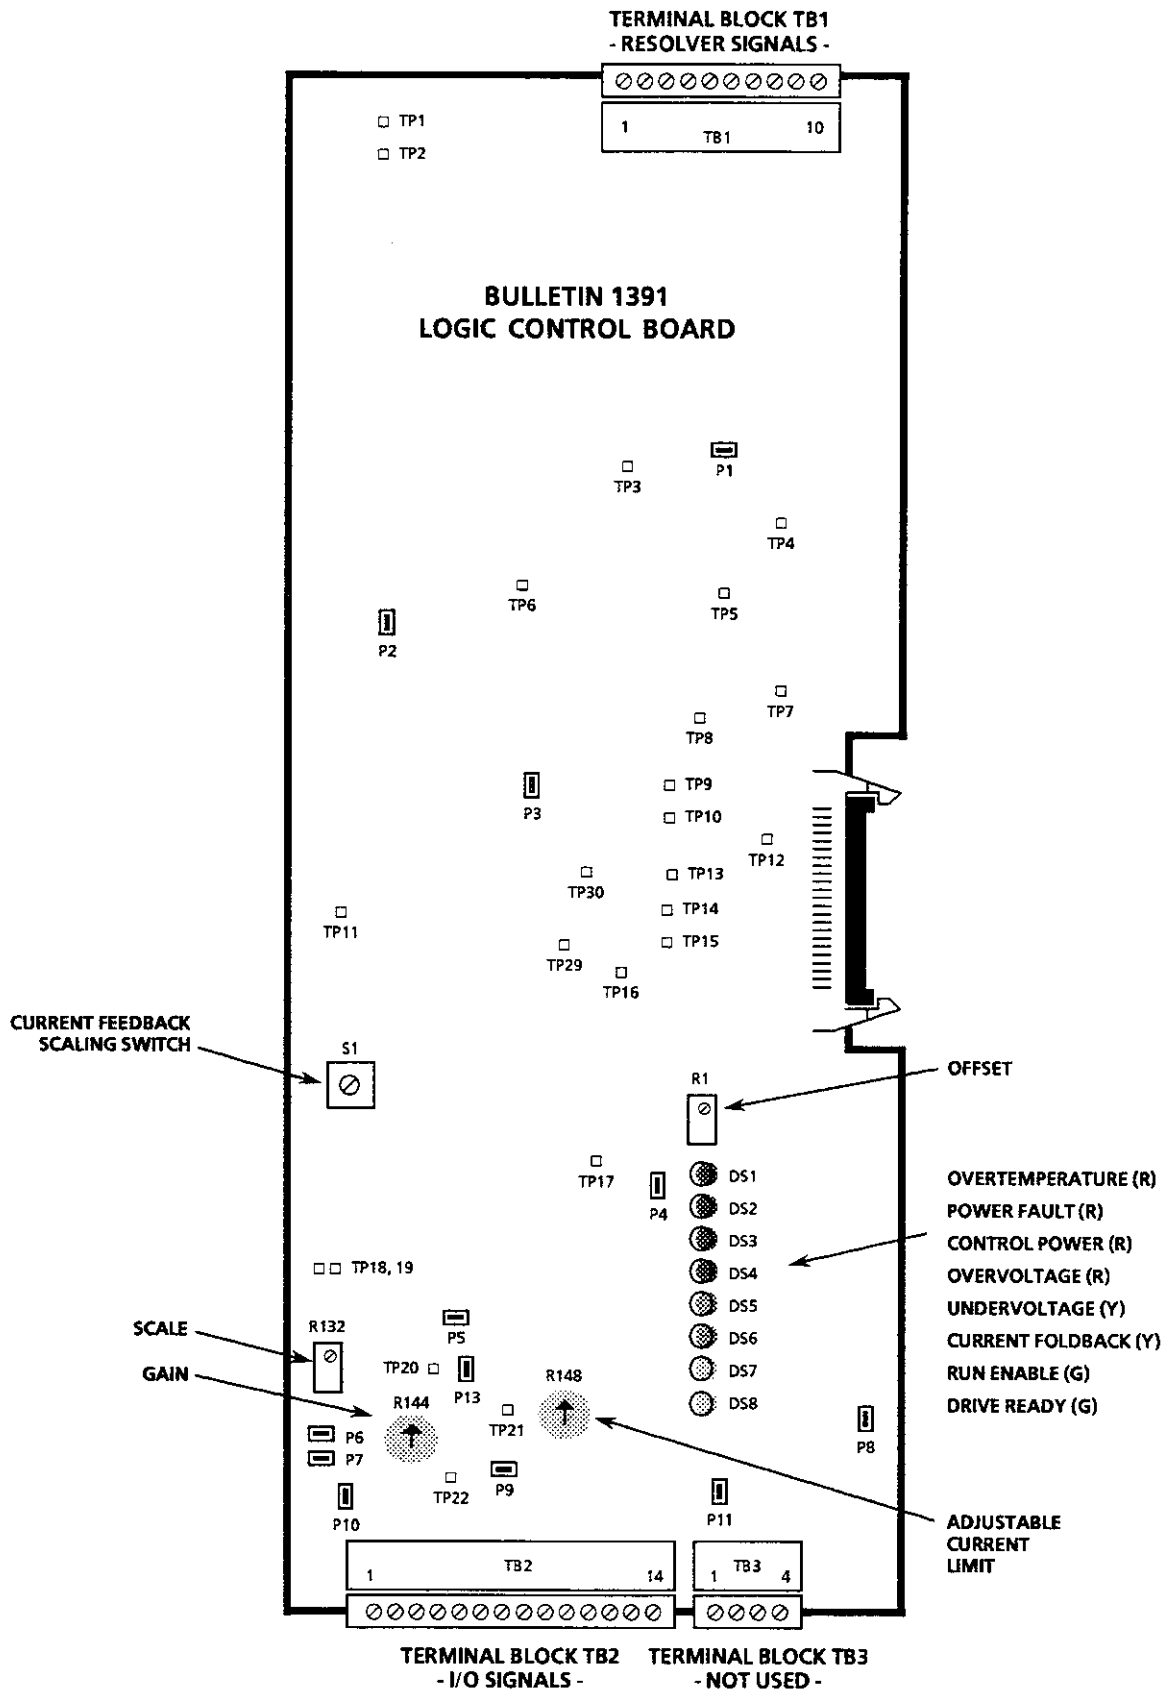 TERMINAL BLOCK TB1
- RESOLVER SIGNALS -
1 TB1 10
TP1
TP2
BULLETIN 1391
LOGIC CONTROL BOARD
P1
TP3
TP4
TP6
TP5
P2
TP7
TP8
TP9
P3
TP10
TP12
TP13
TP30
TP14
TP11
TP15
TP29
TP16
CURRENT FEEDBACK
SCALING SWITCH
S1
OFFSET
R1
TP17
P4
DS1
DS2
DS3
DS4
DS5
DS6
DS7
DS8
OVERTEMPERATURE (R)
POWER FAULT (R)
CONTROL POWER (R)
OVERVOLTAGE (R)
UNDERVOLTAGE (Y)
CURRENT FOLDBACK (Y)
RUN ENABLE (G)
DRIVE READY (G)
TP18, 19
SCALE
R132
P5
GAIN
TP20
P13
R148
R144
TP21
P6
P7
P8
TP22
P9
P10
P11
ADJUSTABLE
CURRENT
LIMIT
1 TB2 14
1 TB3 4
TERMINAL BLOCK TB2
- I/O SIGNALS -
TERMINAL BLOCK TB3
- NOT USED -